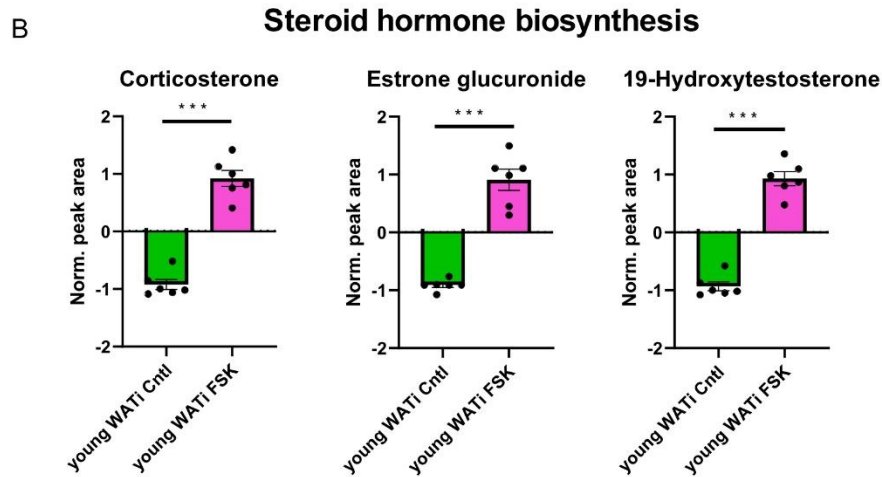 B
Steroid hormone biosynthesis
Corticosterone
Norm. peak area
2
1
0
-1
-2
***
young WATi Cntl
young WATi FSK
Estrone glucuronide
Norm. peak area
2
1
0
-1
-2
***
young WATi Cntl
young WATi FSK
19-Hydroxytestosterone
Norm. peak area
2
1
0
-1
-2
***
young WATi Cntl
young WATi FSK